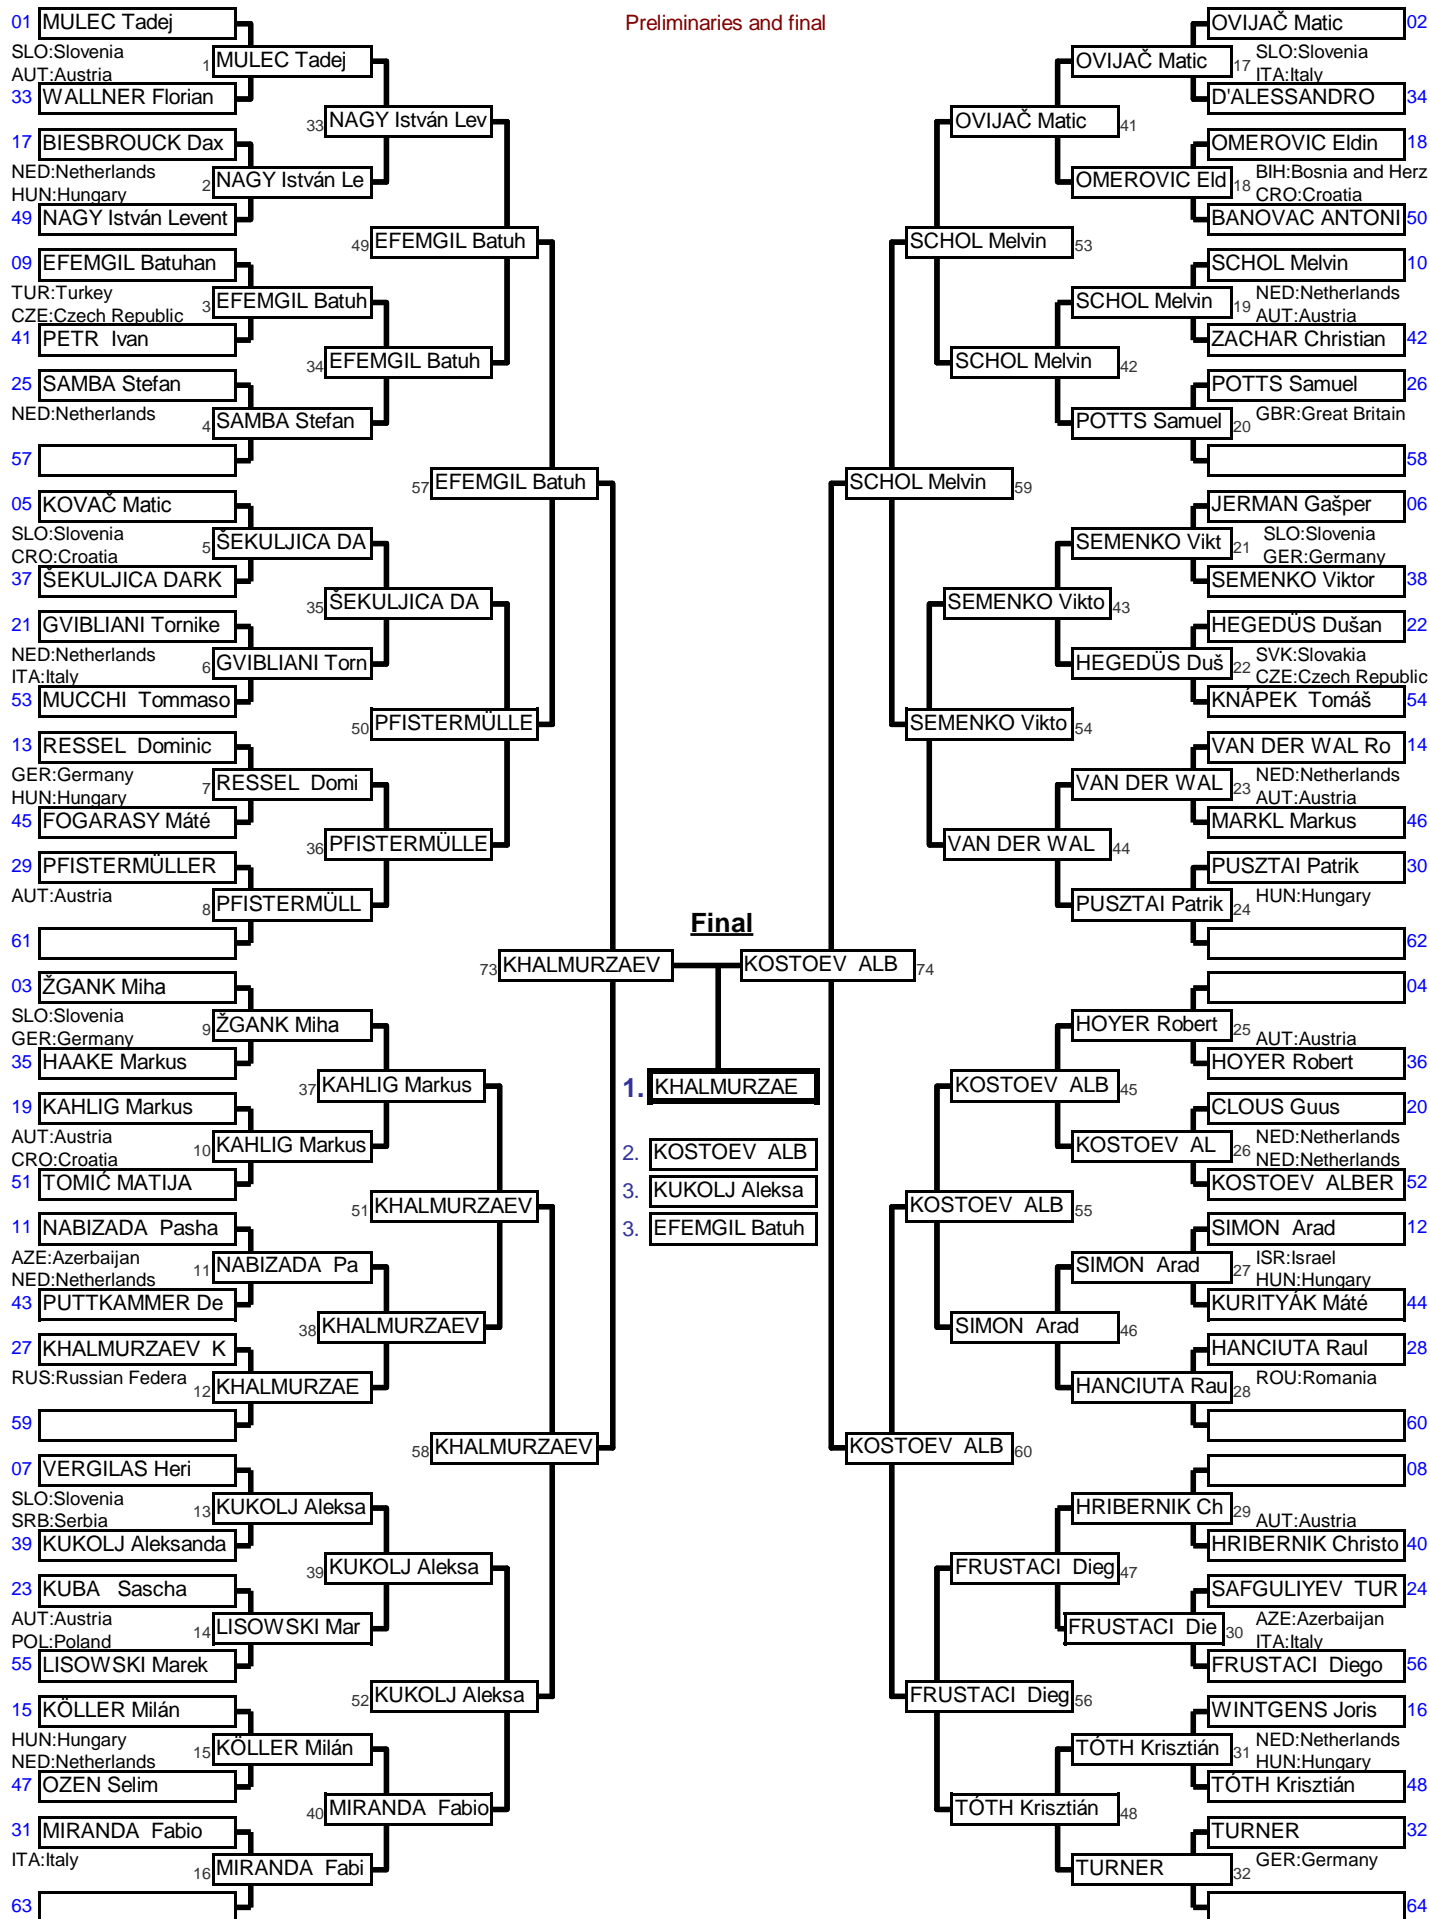 Preliminaries and final
01 MULEC Tadej
SLO:Slovenia
1 MULEC Tadej
AUT:Austria
33 WALLNER Florian
33 NAGY István Lev
17 BIESBROUCK Dax
NED:Netherlands
2 NAGY István Le
HUN:Hungary
49 NAGY István Levent
49 EFEMGIL Batuh
09 EFEMGIL Batuhan
TUR:Turkey
3 EFEMGIL Batuh
CZE:Czech Republic
41 PETR Ivan
34 EFEMGIL Batuh
25 SAMBA Stefan
NED:Netherlands
4 SAMBA Stefan
57
57 EFEMGIL Batuh
05 KOVAČ Matic
SLO:Slovenia
5 ŠEKULJICA DA
CRO:Croatia
37 ŠEKULJICA DARK
35 ŠEKULJICA DA
21 GVIBLIANI Tornike
NED:Netherlands
6 GVIBLIANI Torn
ITA:Italy
53 MUCCHI Tommaso
50 PFISTERMÜLLE
13 RESSEL Dominic
GER:Germany
7 RESSEL Domi
HUN:Hungary
45 FOGARASY Máté
36 PFISTERMÜLLE
29 PFISTERMÜLLER
AUT:Austria
8 PFISTERMÜLL
61
73 KHALMURZAEV
03 ŽGANK Miha
SLO:Slovenia
9 ŽGANK Miha
GER:Germany
35 HAAKE Markus
37 KAHLIG Markus
19 KAHLIG Markus
AUT:Austria
10 KAHLIG Markus
CRO:Croatia
51 TOMIĆ MATIJA
51 KHALMURZAEV
11 NABIZADA Pasha
AZE:Azerbaijan
11 NABIZADA Pa
NED:Netherlands
43 PUTTKAMMER De
38 KHALMURZAEV
27 KHALMURZAEV K
RUS:Russian Federa
12 KHALMURZAE
59
58 KHALMURZAEV
07 VERGILAS Heri
SLO:Slovenia
13 KUKOLJ Aleksa
SRB:Serbia
39 KUKOLJ Aleksanda
39 KUKOLJ Aleksa
23 KUBA Sascha
AUT:Austria
14 LISOWSKI Mar
POL:Poland
55 LISOWSKI Marek
52 KUKOLJ Aleksa
15 KÖLLER Milán
HUN:Hungary
15 KÖLLER Milán
NED:Netherlands
47 OZEN Selim
40 MIRANDA Fabio
31 MIRANDA Fabio
ITA:Italy
16 MIRANDA Fabi
63
Final
1. KHALMURZAE
2. KOSTOEV ALB
3. KUKOLJ Aleksa
3. EFEMGIL Batuh
OVIJAČ Matic 02
SLO:Slovenia
OVIJAČ Matic 17
ITA:Italy
D'ALESSANDRO 34
OVIJAČ Matic 41
OMEROVIC Eldin 18
BIH:Bosnia and Herz
OMEROVIC Eld 18
CRO:Croatia
BANOVAC ANTONI 50
SCHOL Melvin 53
SCHOL Melvin 10
NED:Netherlands
SCHOL Melvin 19
AUT:Austria
ZACHAR Christian 42
SCHOL Melvin 42
POTTS Samuel 26
GBR:Great Britain
POTTS Samuel 20
58
SCHOL Melvin 59
JERMAN Gašper 06
SLO:Slovenia
SEMENKO Vikt 21
GER:Germany
SEMENKO Viktor 38
SEMENKO Vikto 43
HEGEDÜS Dušan 22
SVK:Slovakia
HEGEDÜS Duš 22
CZE:Czech Republic
KNÁPEK Tomáš 54
SEMENKO Vikto 54
VAN DER WAL Ro 14
NED:Netherlands
VAN DER WAL 23
AUT:Austria
MARKL Markus 46
VAN DER WAL 44
PUSZTAI Patrik 30
HUN:Hungary
PUSZTAI Patrik 24
62
KOSTOEV ALB 74
04
HOYER Robert 25
AUT:Austria
HOYER Robert 36
KOSTOEV ALB 45
CLOUS Guus 20
NED:Netherlands
KOSTOEV AL 26
NED:Netherlands
KOSTOEV ALBER 52
KOSTOEV ALB 55
SIMON Arad 12
ISR:Israel
SIMON Arad 27
HUN:Hungary
KURITYÁK Máté 44
SIMON Arad 46
HANCIUTA Raul 28
ROU:Romania
HANCIUTA Rau 28
60
KOSTOEV ALB 60
08
HRIBERNIK Ch 29
AUT:Austria
HRIBERNIK Christo 40
FRUSTACI Dieg 47
SAFGULIYEV TUR 24
AZE:Azerbaijan
FRUSTACI Die 30
ITA:Italy
FRUSTACI Diego 56
FRUSTACI Dieg 56
WINTGENS Joris 16
NED:Netherlands
TÓTH Krisztián 31
HUN:Hungary
TÓTH Krisztián 48
TÓTH Krisztián 48
TURNER 32
GER:Germany
TURNER 32
64